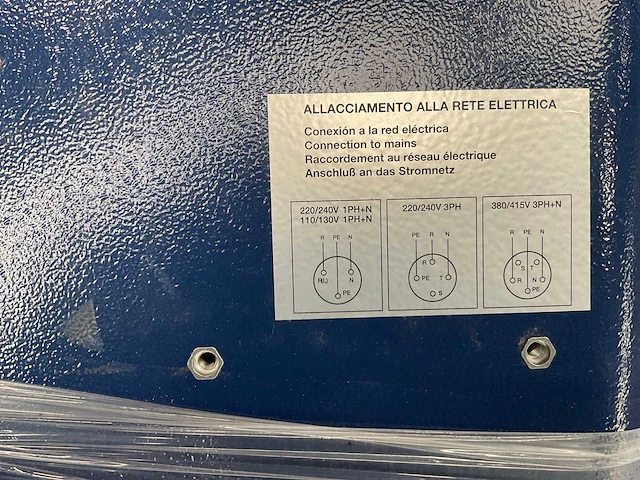 ALLACCIAMENTO ALLA RETE ELETTRICA
Conexión a la red eléctrica
Connection to mains
Raccordement au réseau électrique
Anschluß an das Stromnetz
220/240V 1PH+N
110/130V 1PH+N
R PE N
R(L) N
PE
220/240V 3PH
PE R N
R
PE T
S
380/415V 3PH+N
R PE N
S T
R N
PE